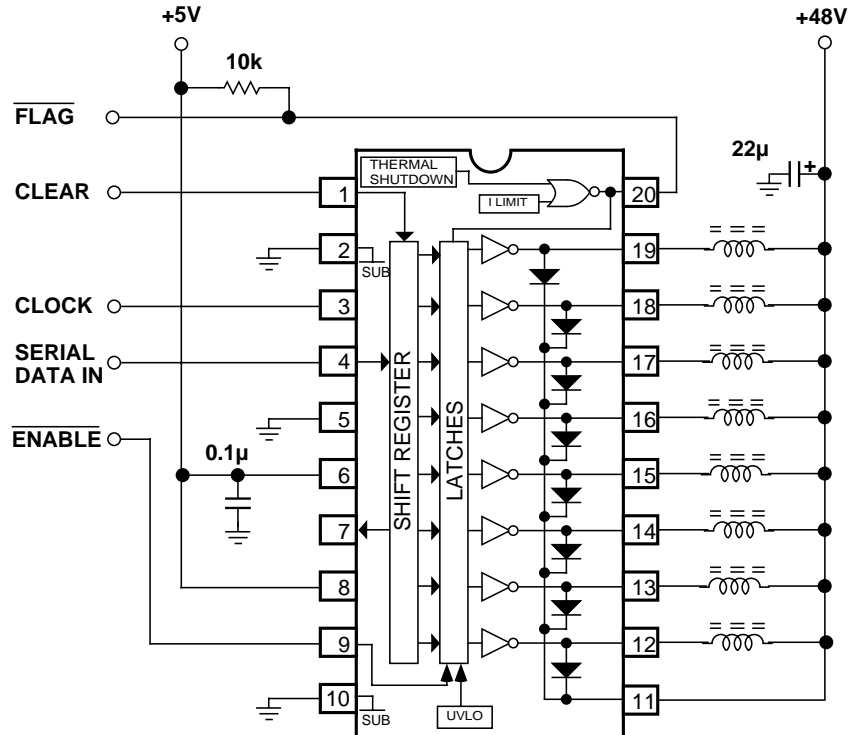 +5V
+48V
10k
FLAG
22µ
+
THERMAL
SHUTDOWN
I LIMIT
CLEAR
1
20
2
SUB
19
CLOCK
3
18
SERIAL
DATA IN
4
17
SHIFT REGISTER
LATCHES
ENABLE
5
16
0.1µ
6
15
7
14
8
13
9
12
10
SUB
UVLO
11